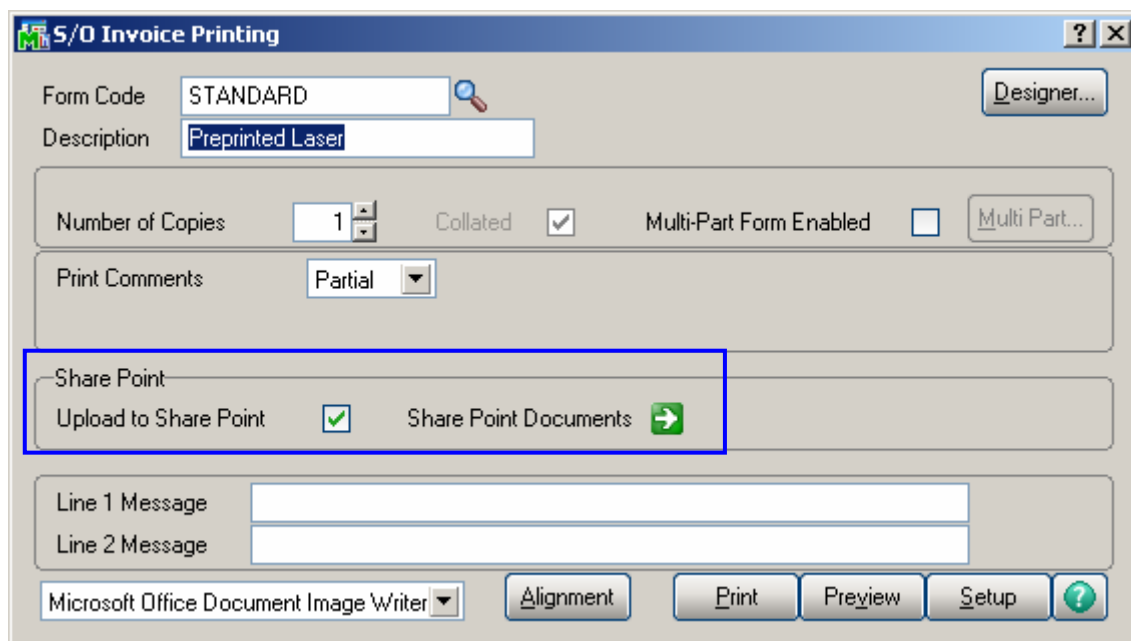 S/O Invoice Printing
Form Code STANDARD Designer...
Description Preprinted Laser
Number of Copies 1 Collated Multi-Part Form Enabled Multi Part...
Print Comments Partial
Share Point
Upload to Share Point Share Point Documents
Line 1 Message
Line 2 Message
Microsoft Office Document Image Writer Alignment Print Preview Setup